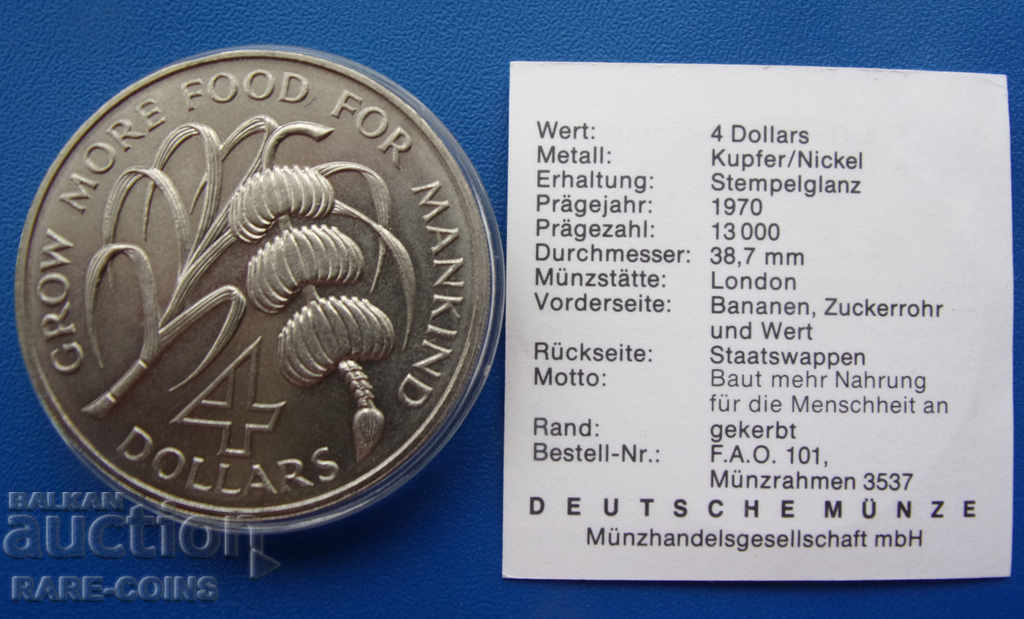 GROW MORE FOOD FOR MANKIND
4
DOLLARS
Wert: 4 Dollars
Metall: Kupfer/Nickel
Erhaltung: Stempelglanz
Prägejahr: 1970
Prägezahl: 13 000
Durchmesser: 38,7 mm
Münzstätte: London
Vorderseite: Bananen, Zuckerrohr
und Wert
Rückseite: Staatswappen
Motto: Baut mehr Nahrung
für die Menschheit an
Rand: gekerbt
Bestell-Nr.: F.A.O. 101,
Münzrahmen 3537
DEUTSCHE MÜNZE
Münzhandelsgesellschaft mbH
BALKAN
auction
RARE-COINS